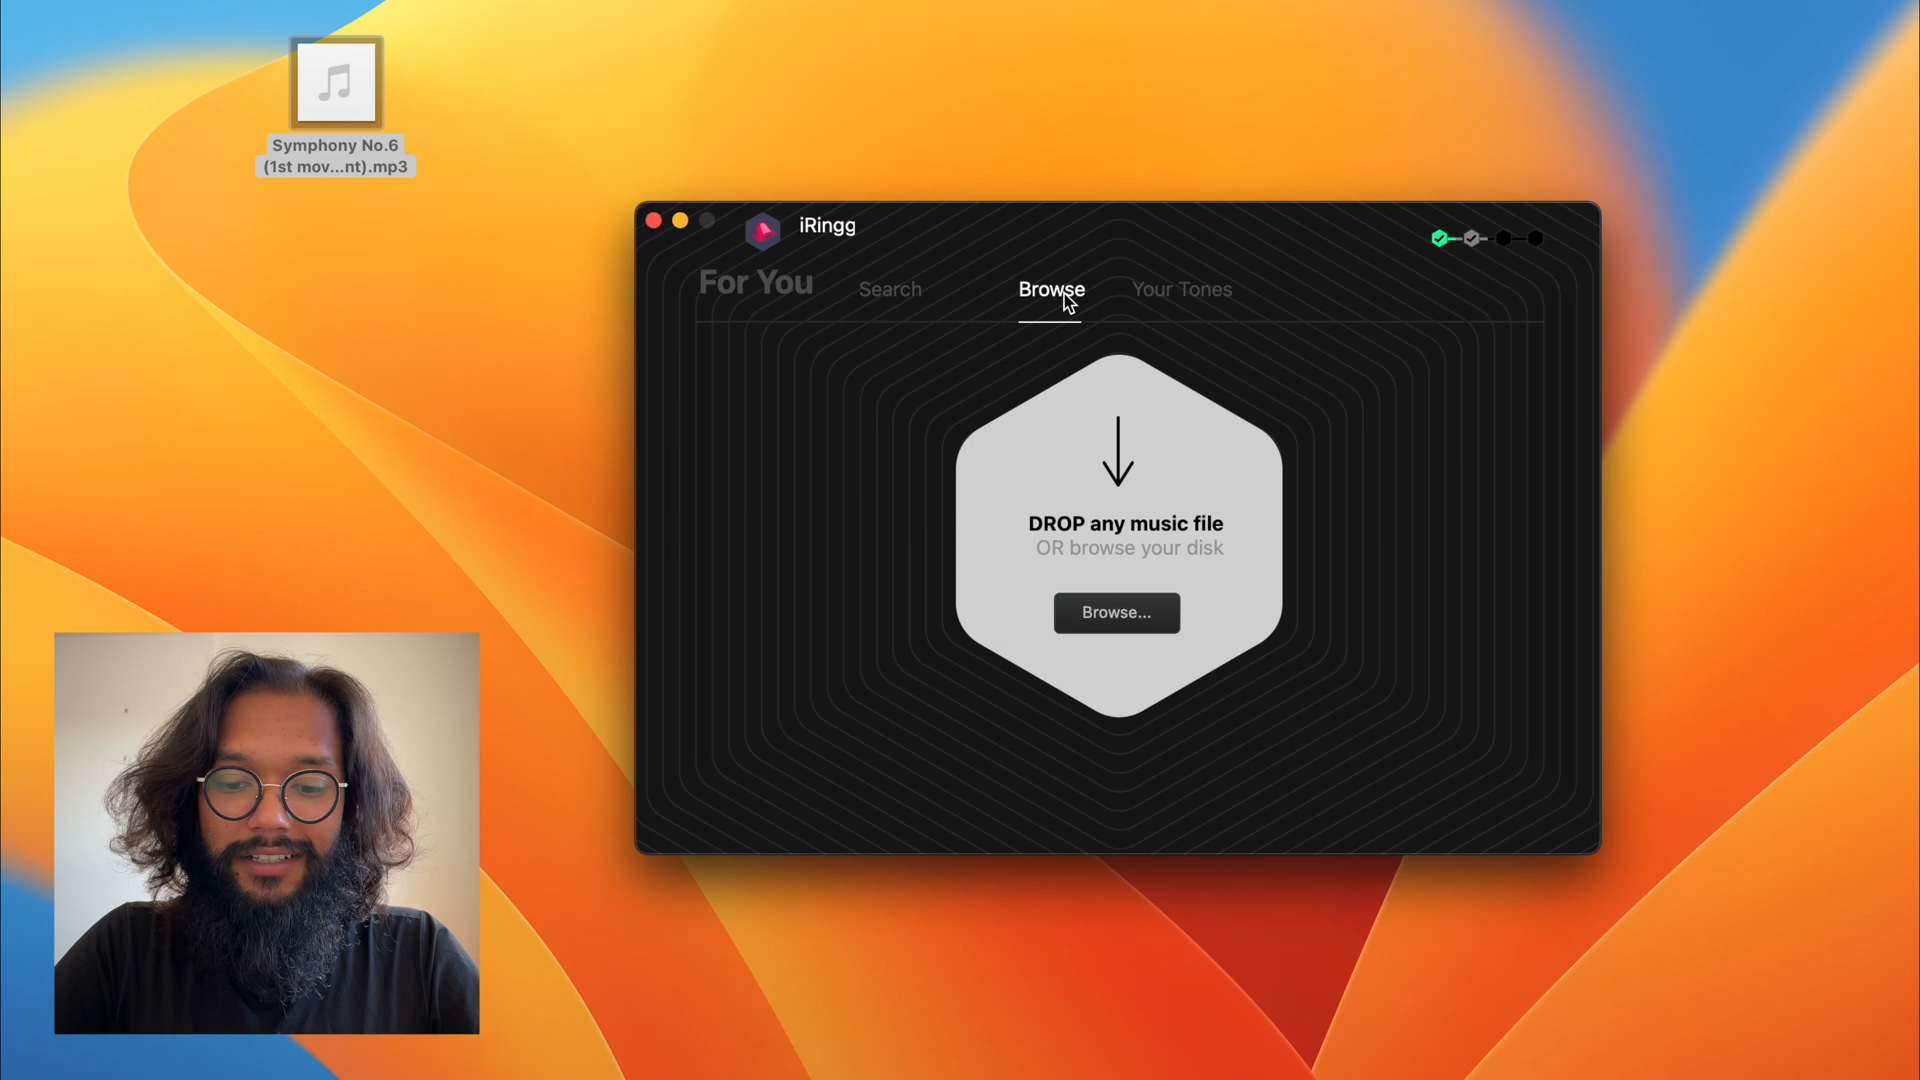 Symphony No.6
(1st mov...nt).mp3
iRingg
For You
Search
Browse
Your Tones
DROP any music file
OR browse your disk
Browse...